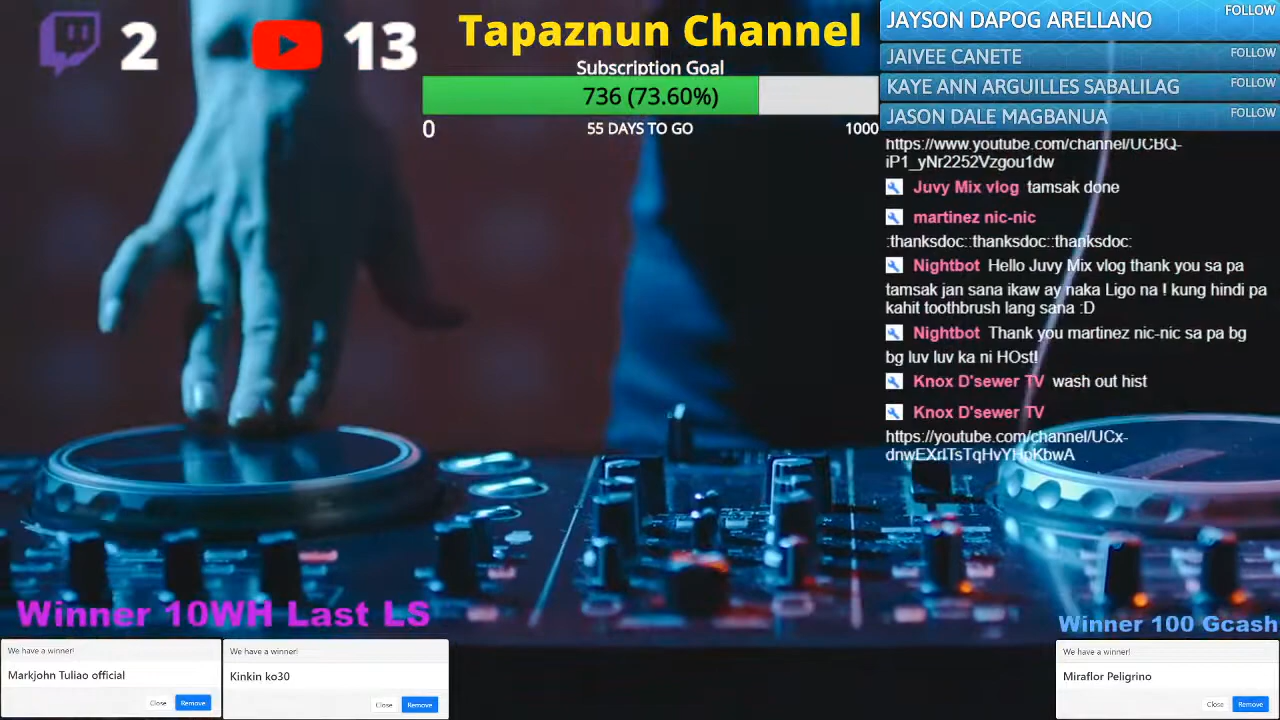 2
13
Tapaznun Channel
Subscription Goal
736 (73.60%)
0
55 DAYS TO GO
1000
JAYSON DAPOG ARELLANO FOLLOW
JAIVEE CANETE FOLLOW
KAYE ANN ARGUILLES SABALILAG FOLLOW
JASON DALE MAGBANUA FOLLOW
https://www.youtube.com/channel/UCBQ-
iP1_yNr2252Vzgou1dw
Juvy Mix vlog tamsak done
martinez nic-nic
:thanksdoc::thanksdoc::thanksdoc:
Nightbot Hello Juvy Mix vlog thank you sa pa
tamsak jan sana ikaw ay naka Ligo na ! kung hindi pa
kahit toothbrush lang sana :D
Nightbot Thank you martinez nic-nic sa pa bg
bg luv luv ka ni HOst!
Knox D'sewer TV wash out hist
Knox D'sewer TV
https://youtube.com/channel/UCx-
Winner 10WH Last LS
We have a winner!
Markjohn Tuliao official
Close Remove
We have a winner!
Kinkin ko30
Close Remove
Winner 100 Gcash
We have a winner!
Miraflor Peligrino
Close Remove